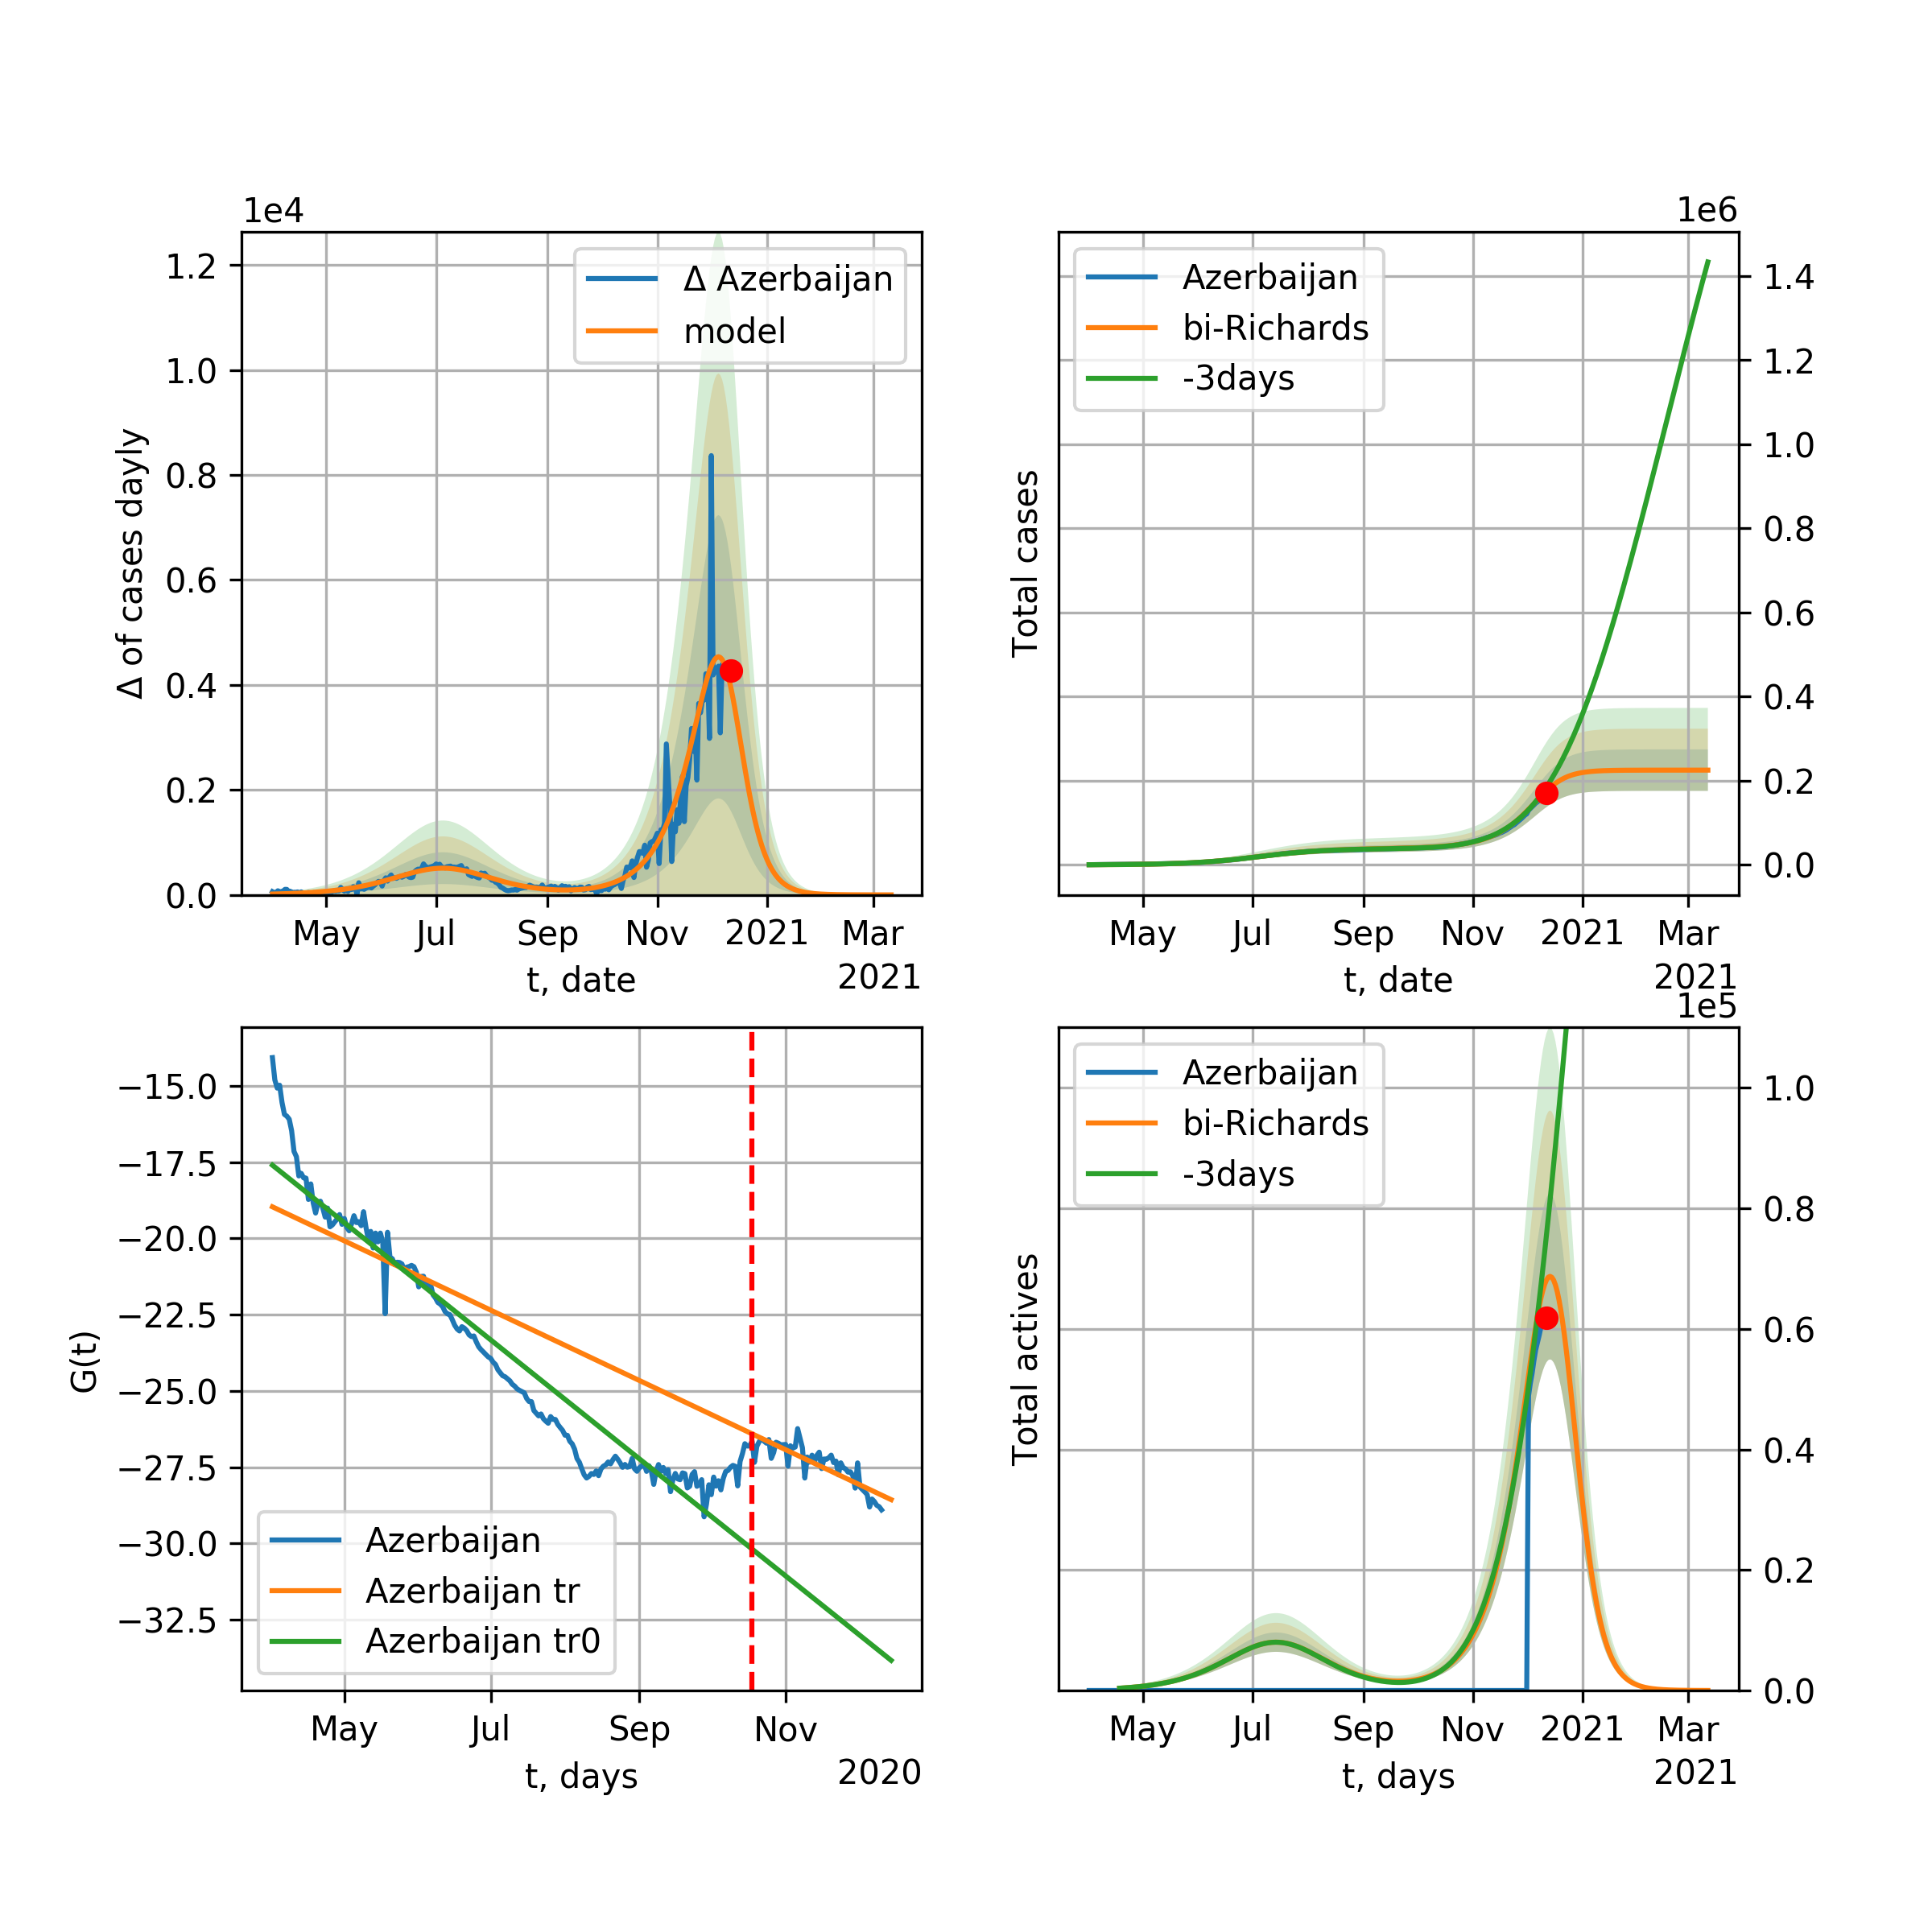 1e4
Δ of cases dayly
1.2
1.0
0.8
0.6
0.4
0.2
0.0
Δ Azerbaijan
model
May Jul Sep Nov 2021 Mar
t, date
2021
1e6
Total cases
Azerbaijan
bi-Richards
-3days
1.4
1.2
1.0
0.8
0.6
0.4
0.2
0.0
May Jul Sep Nov 2021 Mar
t, date
2021
G(t)
−15.0
−17.5
−20.0
−22.5
−25.0
−27.5
−30.0
−32.5
Azerbaijan
Azerbaijan tr
Azerbaijan tr0
May Jul Sep Nov
t, days
2020
1e5
Total actives
Azerbaijan
bi-Richards
-3days
1.0
0.8
0.6
0.4
0.2
0.0
May Jul Sep Nov 2021 Mar
t, days
2021